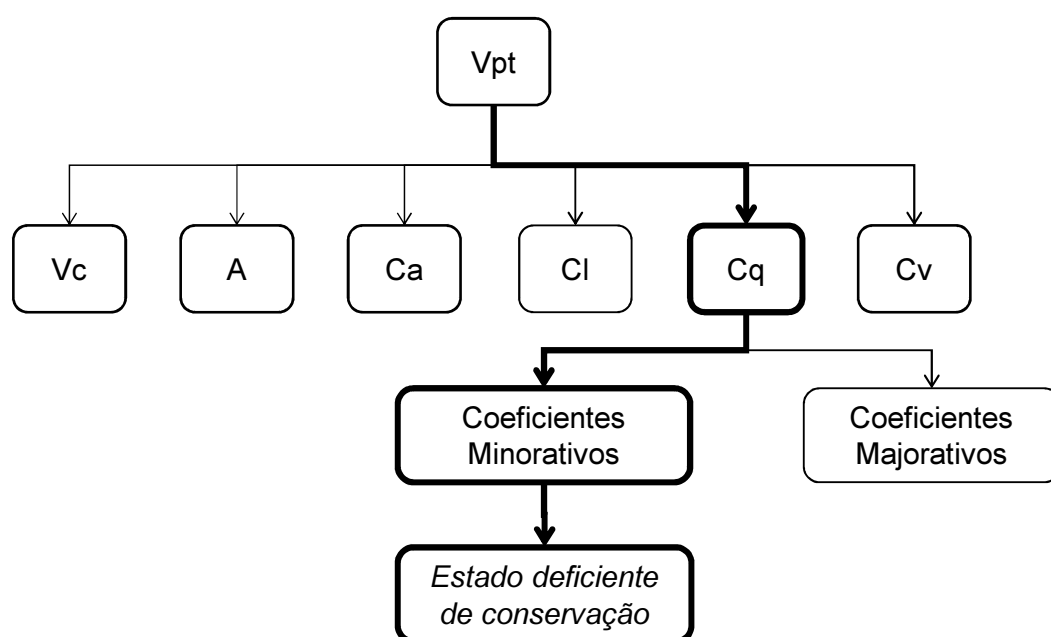 Vpt
Vc
A
Ca
Cl
Cq
Cv
Coeficientes
Minorativos
Coeficientes
Majorativos
Estado deficiente
de conservação